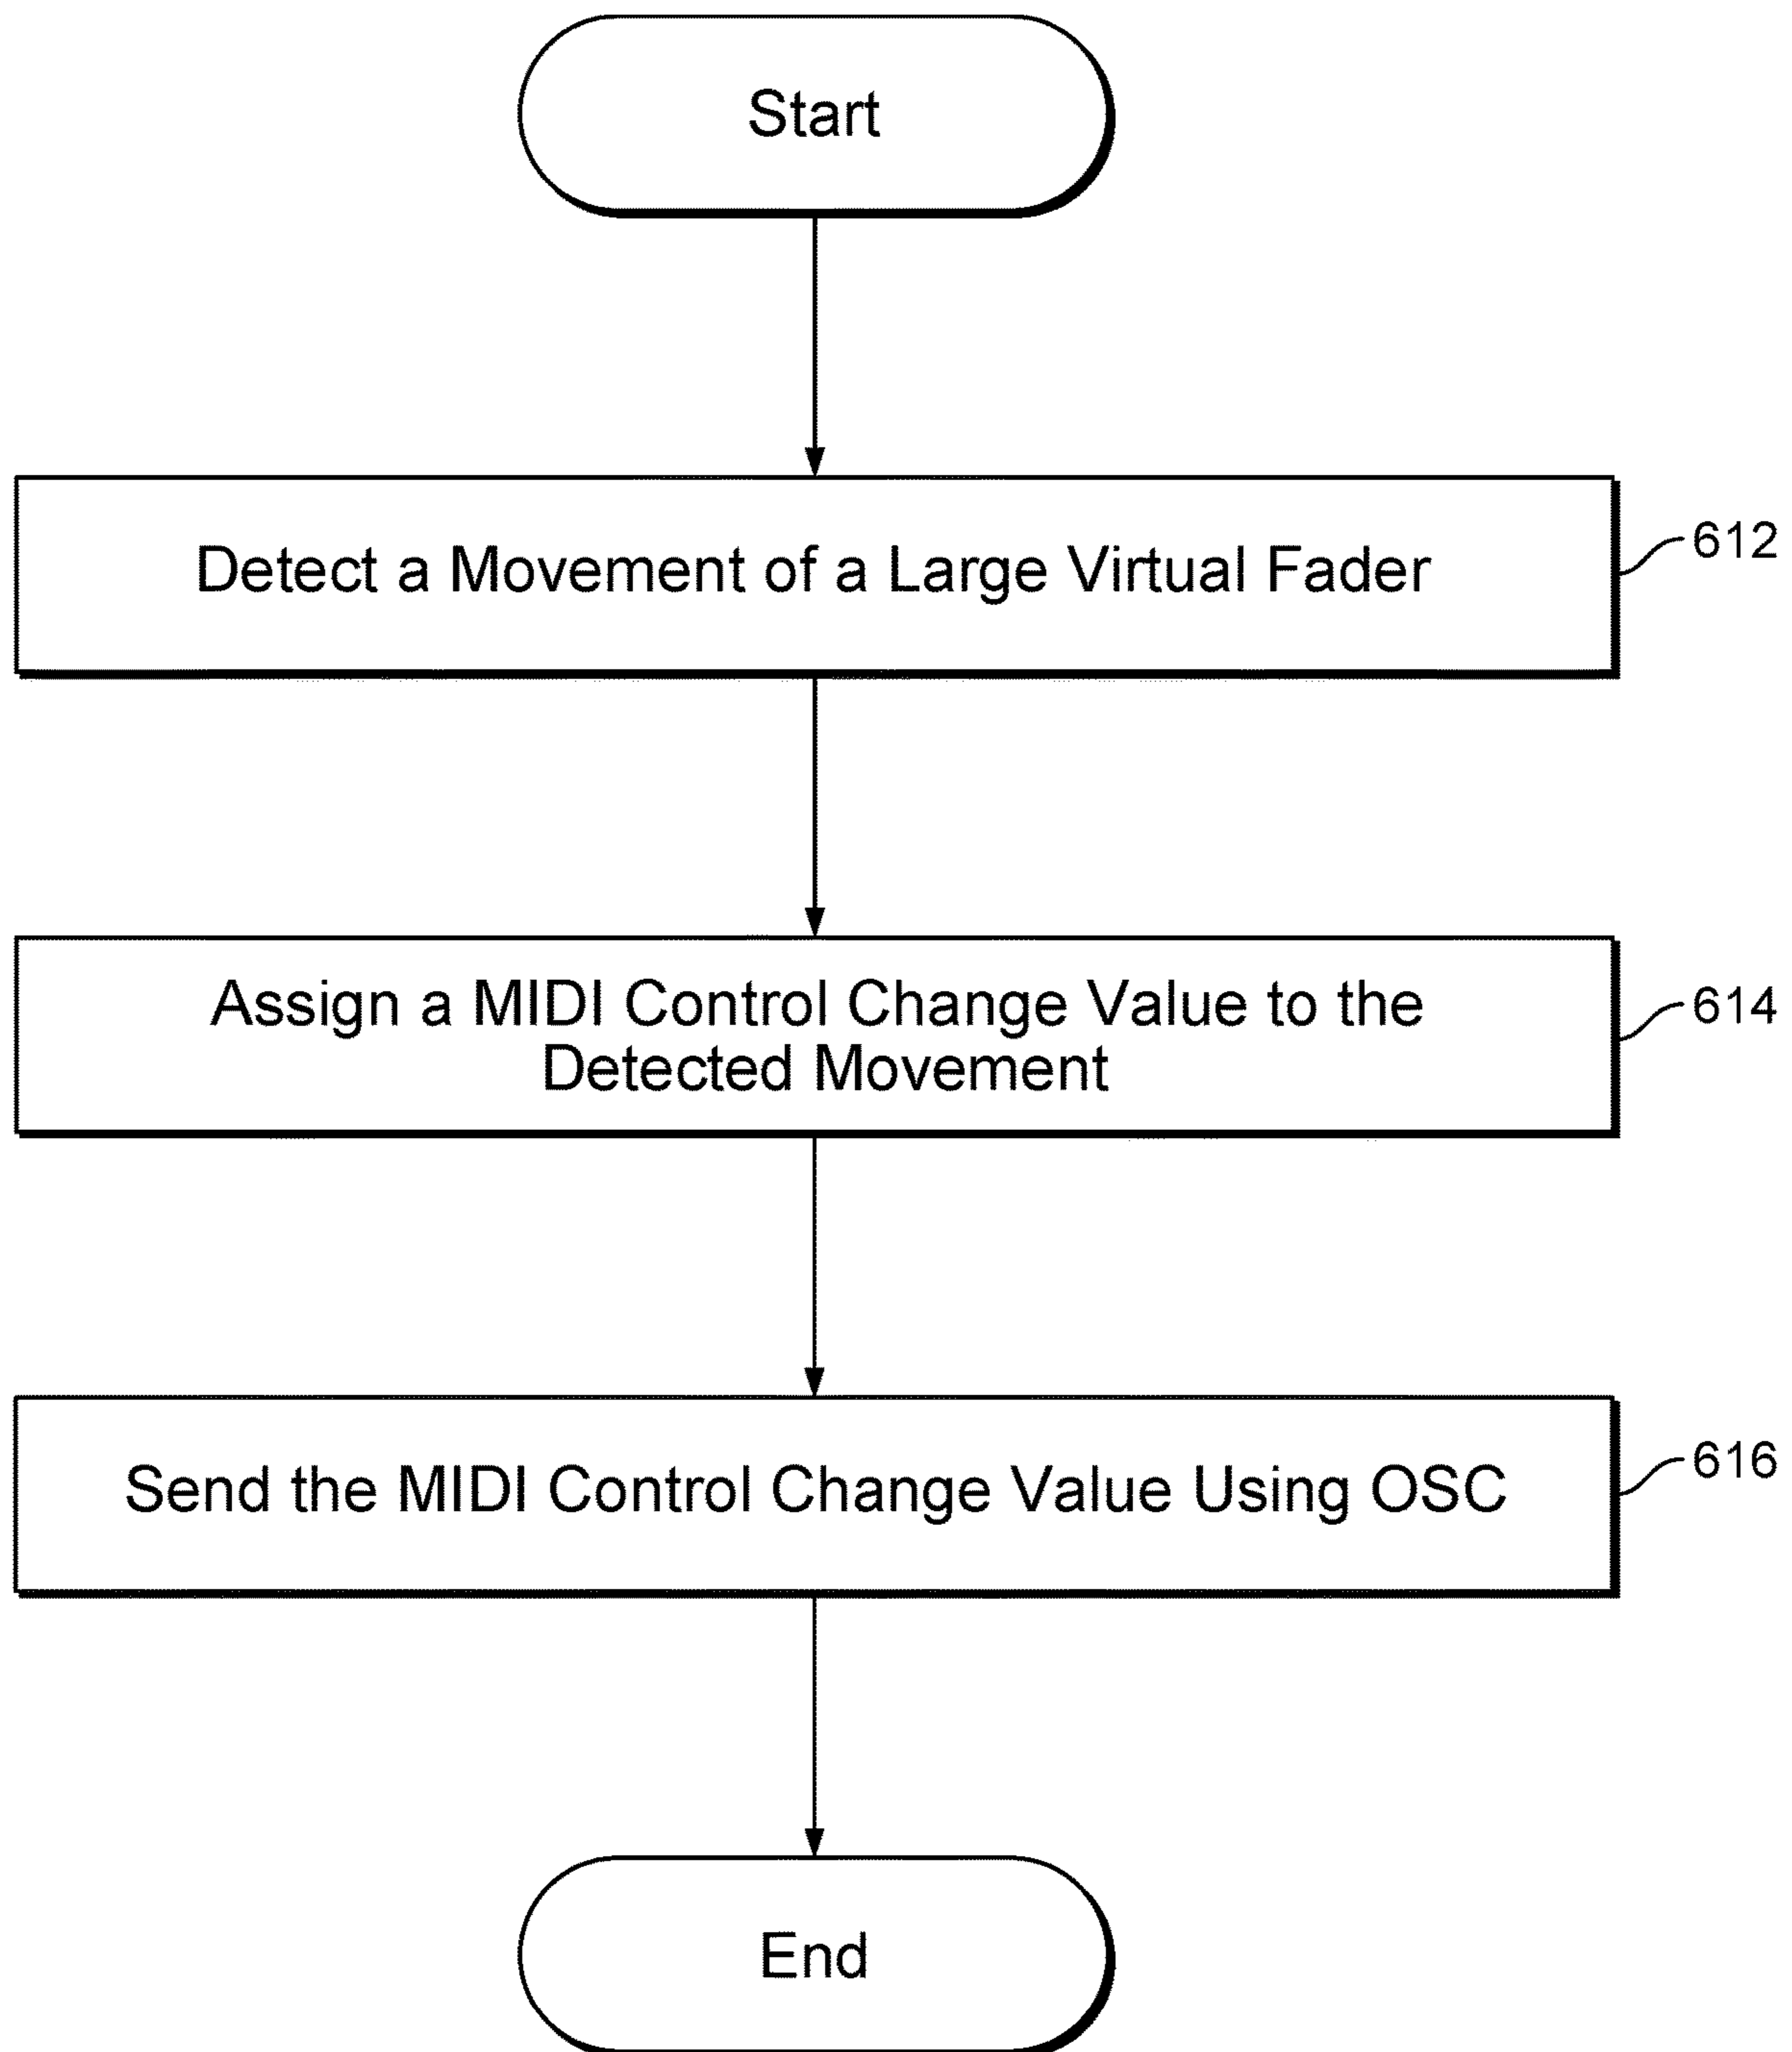 Start
Detect a Movement of a Large Virtual Fader
612
Assign a MIDI Control Change Value to the
Detected Movement
614
Send the MIDI Control Change Value Using OSC
616
End